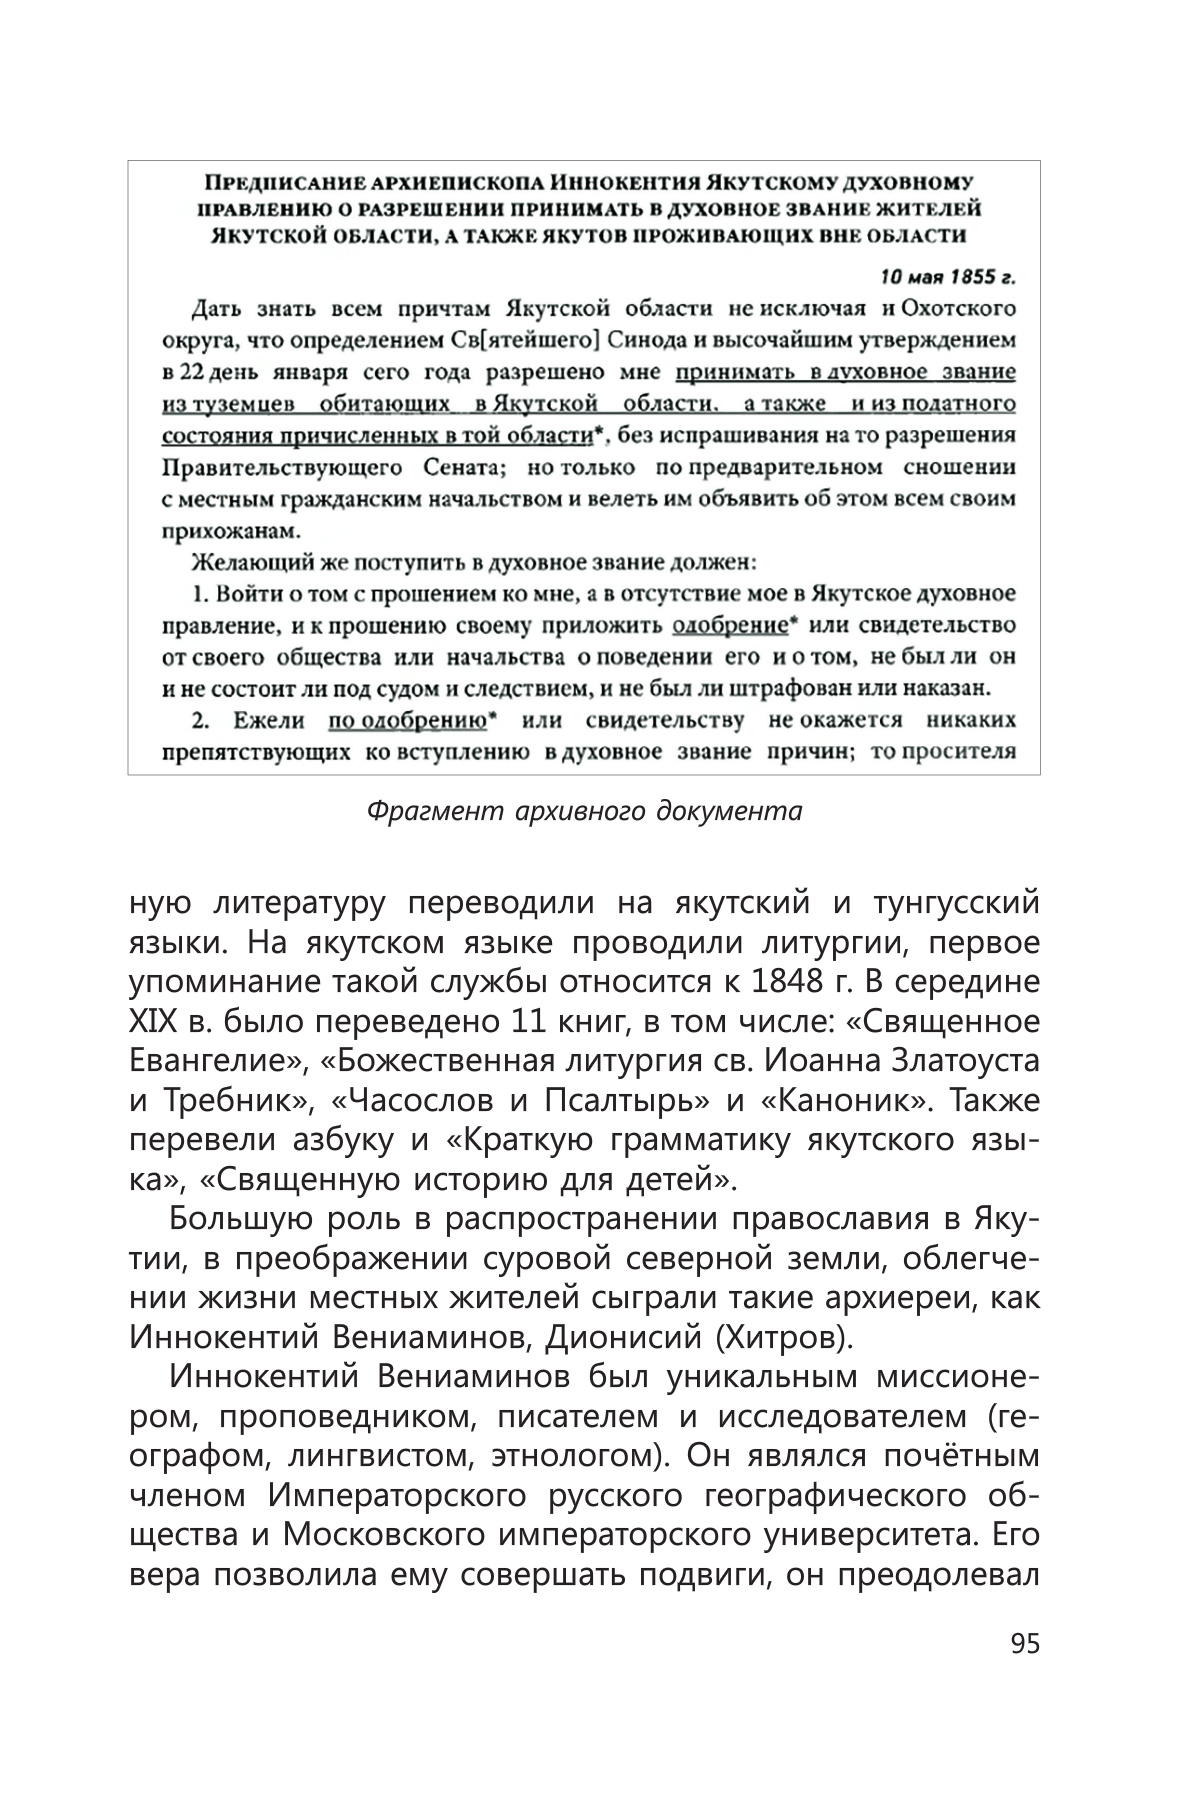 Предписание архиепископа Иннокентия Якутскому духовному
правлению о разрешении принимать в духовное звание жителей
Якутской области, а также якутов проживающих вне области
10 мая 1855 г.
Дать знать всем причтам Якутской области не исключая и Охотского
округа, что определением Св[ятейшего] Синода и высочайшим утверждением
в 22 день января сего года разрешено мне принимать в духовное звание
из туземцев обитающих в Якутской области, а также и из податного
состояния причисленных в той области*, без испрашивания на то разрешения
Правительствующего Сената; но только по предварительном сношении
с местным гражданским начальством и велеть им объявить об этом всем своим
прихожанам.
Желающий же поступить в духовное звание должен:
1. Войти о том с прошением ко мне, а в отсутствие мое в Якутское духовное
правление, и к прошению своему приложить одобрение* или свидетельство
от своего общества или начальства о поведении его и о том, не был ли он
и не состоит ли под судом и следствием, и не был ли штрафован или наказан.
2. Ежели по одобрению* или свидетельству не окажется никаких
препятствующих ко вступлению в духовное звание причин; то просителя
Фрагмент архивного документа
ную литературу переводили на якутский и тунгусский
языки. На якутском языке проводили литургии, первое
упоминание такой службы относится к 1848 г. В середине
XIX в. было переведено 11 книг, в том числе: «Священное
Евангелие», «Божественная литургия св. Иоанна Златоуста
и Требник», «Часослов и Псалтырь» и «Каноник». Также
перевели азбуку и «Краткую грамматику якутского язы-
ка», «Священную историю для детей».
Большую роль в распространении православия в Яку-
тии, в преображении суровой северной земли, облегче-
нии жизни местных жителей сыграли такие архиереи, как
Иннокентий Вениаминов, Дионисий (Хитров).
Иннокентий Вениаминов был уникальным миссионе-
ром, проповедником, писателем и исследователем (ге-
ографом, лингвистом, этнологом). Он являлся почётным
членом Императорского русского географического об-
щества и Московского императорского университета. Его
вера позволила ему совершать подвиги, он преодолевал
95